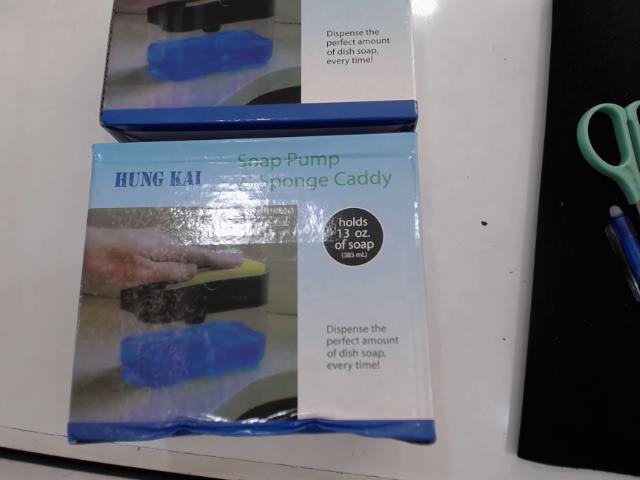 Dispense the
perfect amount
of dish soap,
every time!
HUNG KAI
Soap Pump
& Sponge Caddy
holds
13 oz.
of soap
(385 mL)
Dispense the
perfect amount
of dish soap,
every time!